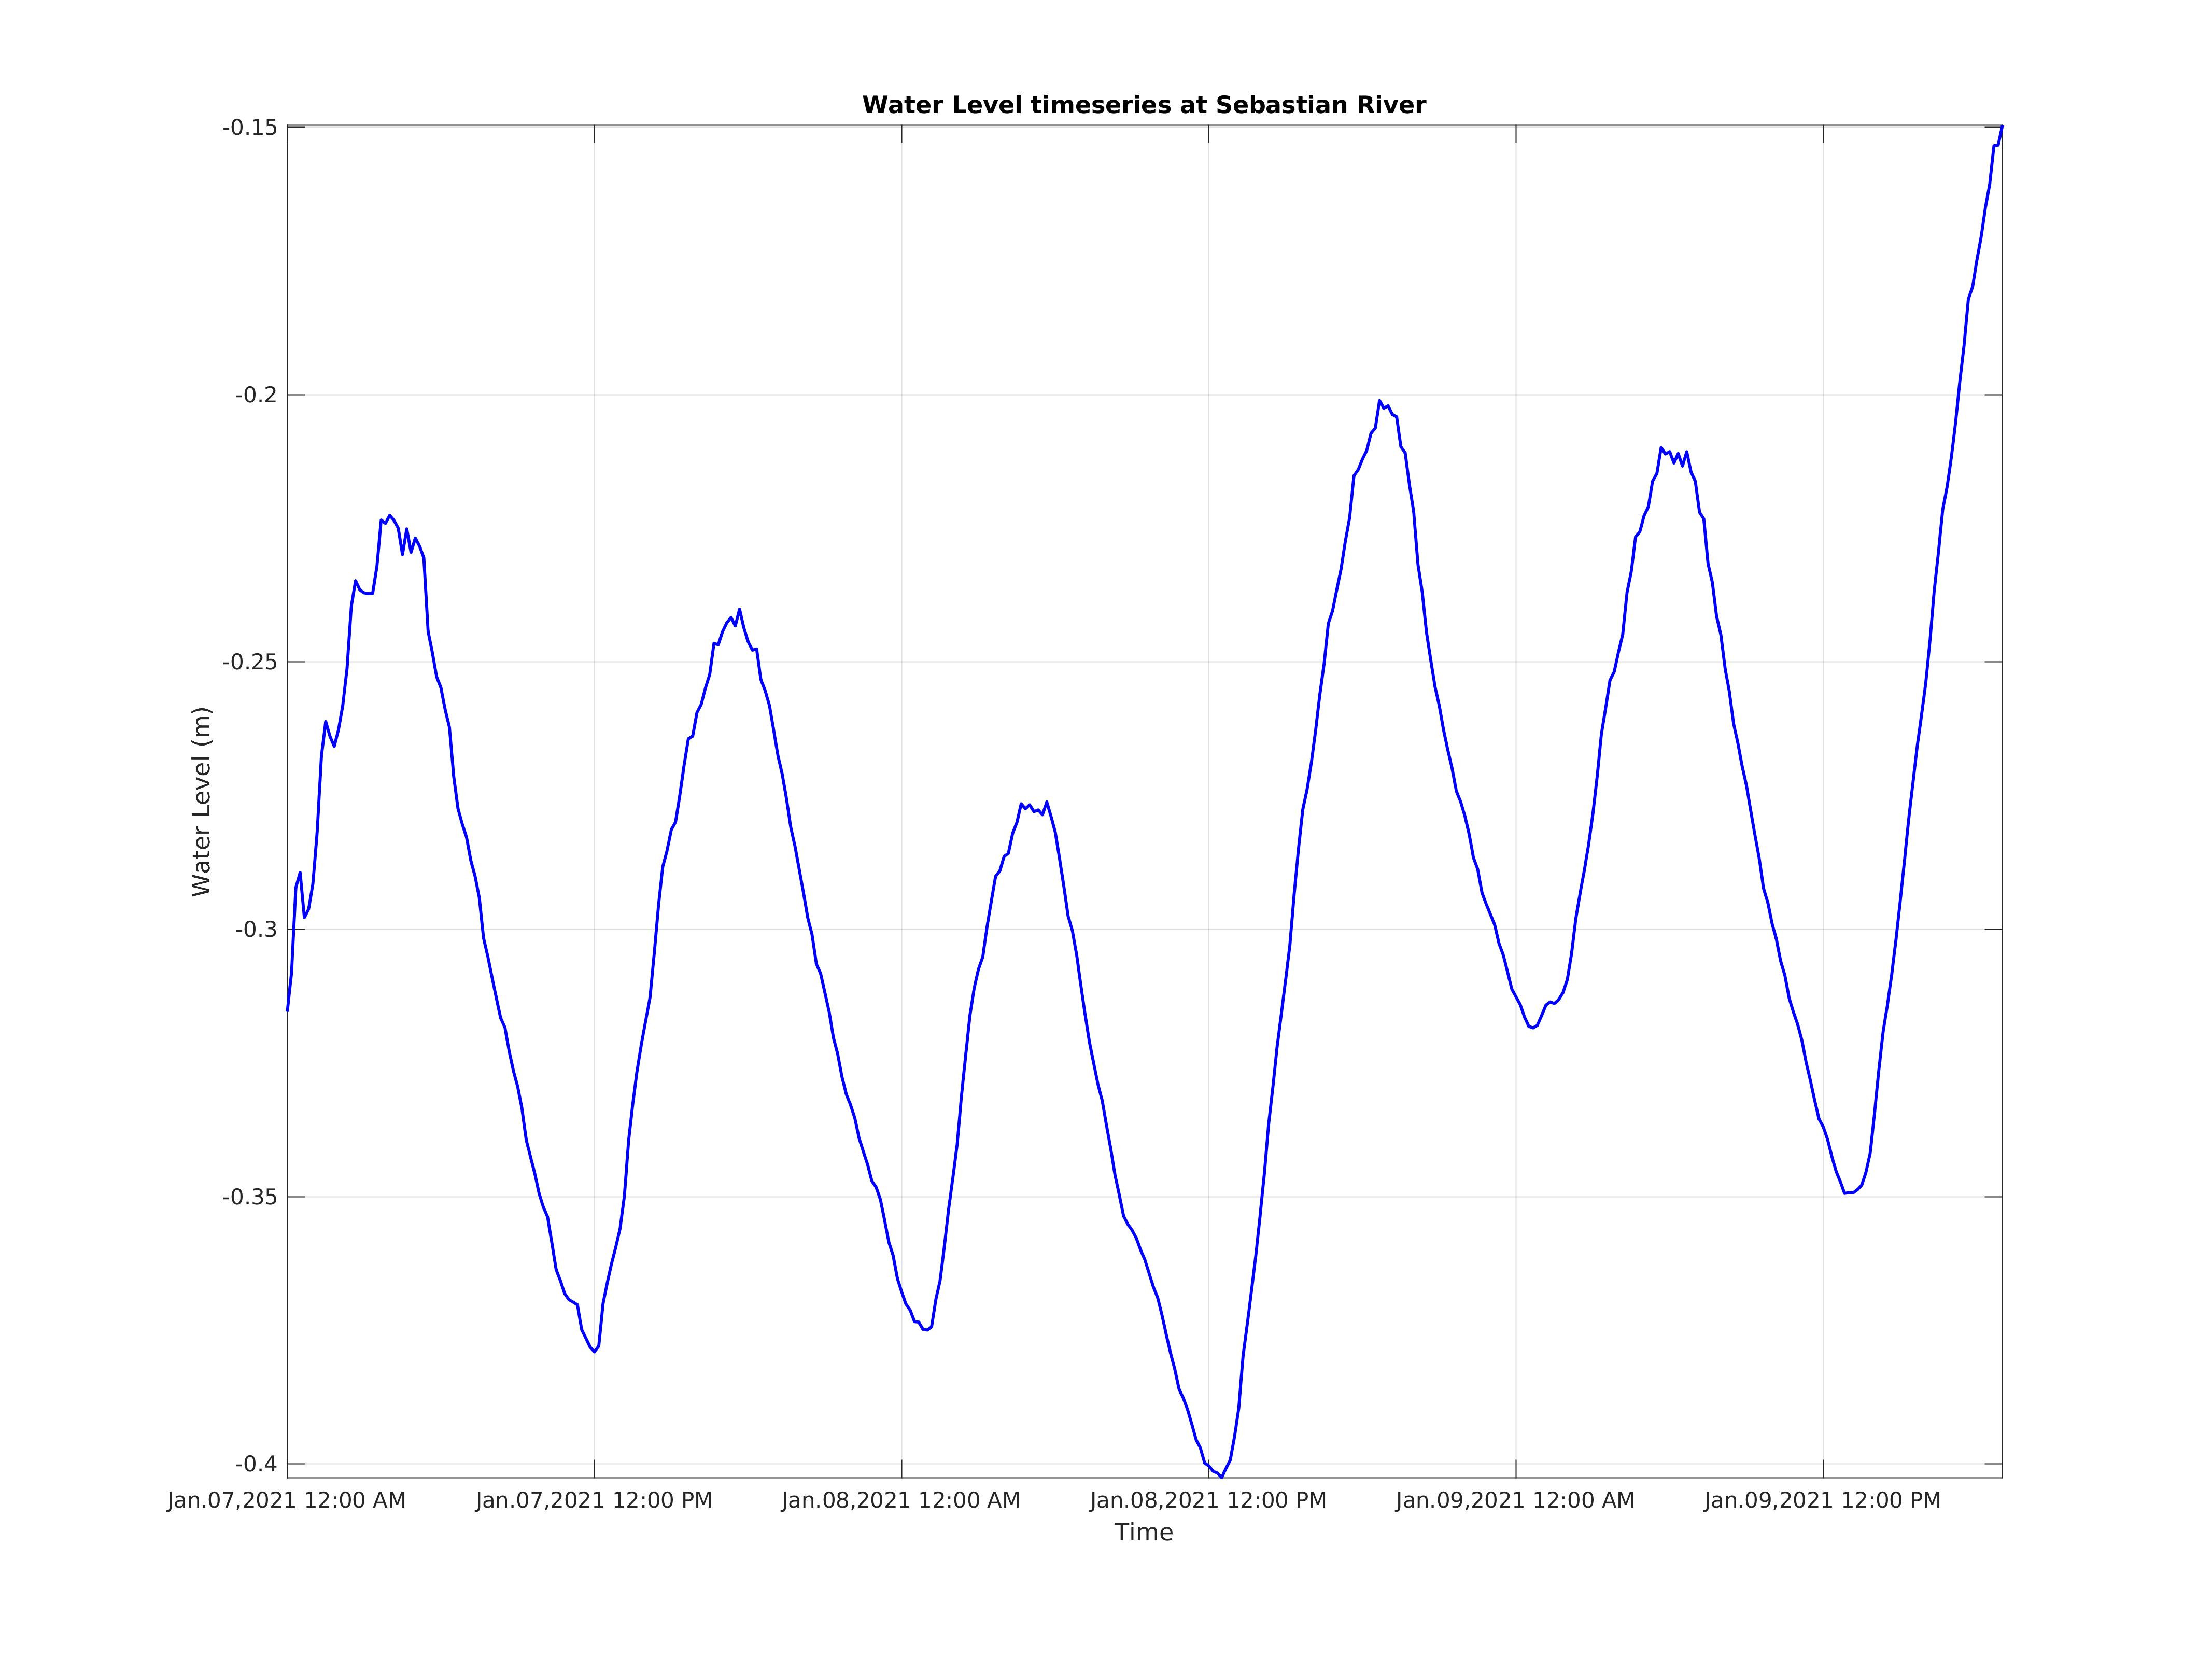 Water Level timeseries at Sebastian River
-0.15
-0.2
-0.25
-0.3
-0.35
-0.4
Water Level (m)
Jan.07,2021 12:00 AM
Jan.07,2021 12:00 PM
Jan.08,2021 12:00 AM
Jan.08,2021 12:00 PM
Jan.09,2021 12:00 AM
Jan.09,2021 12:00 PM
Time